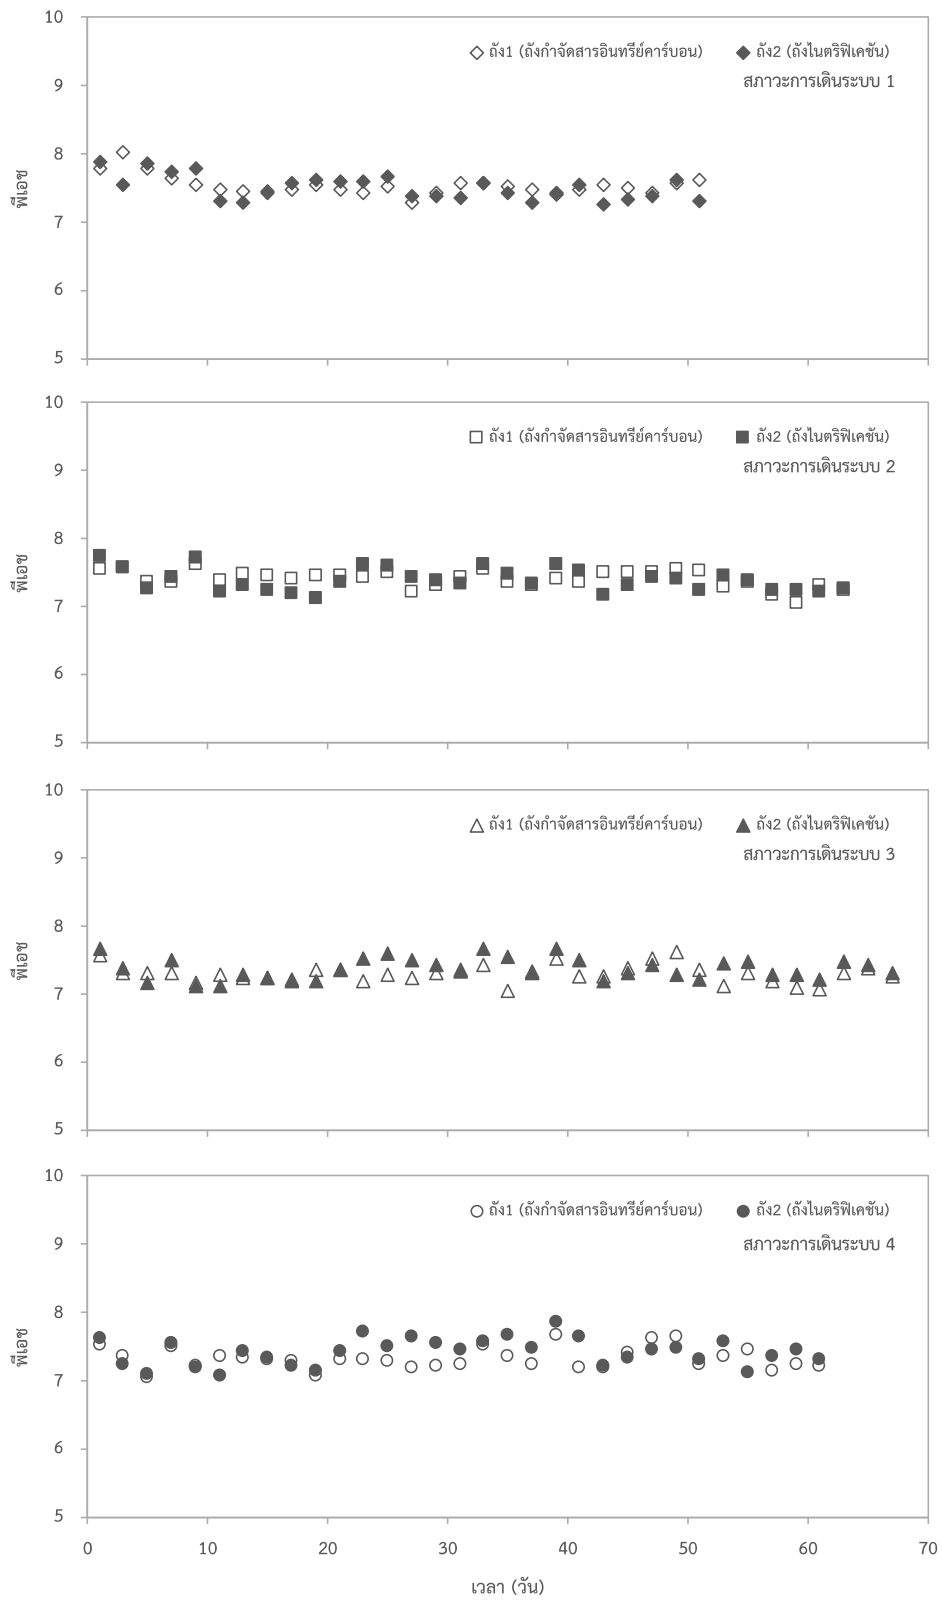 10
ถัง1 (ถังกำจัดสารอินทรีย์คาร์บอน) ถัง2 (ถังไนตริฟิเคชัน)
สภาวะการเดินระบบ 1
9
8
พีเอช
7
6
5
10
ถัง1 (ถังกำจัดสารอินทรีย์คาร์บอน) ถัง2 (ถังไนตริฟิเคชัน)
สภาวะการเดินระบบ 2
9
8
พีเอช
7
6
5
10
ถัง1 (ถังกำจัดสารอินทรีย์คาร์บอน) ถัง2 (ถังไนตริฟิเคชัน)
สภาวะการเดินระบบ 3
9
8
พีเอช
7
6
5
10
ถัง1 (ถังกำจัดสารอินทรีย์คาร์บอน) ถัง2 (ถังไนตริฟิเคชัน)
สภาวะการเดินระบบ 4
9
8
พีเอช
7
6
5
0 10 20 30 40 50 60 70
เวลา (วัน)